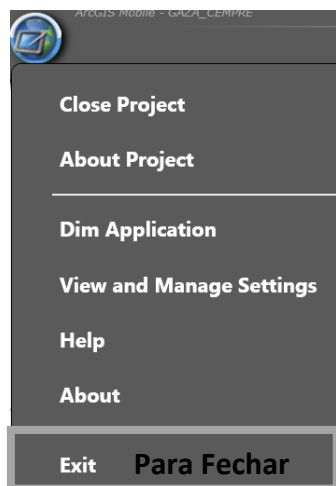 ArcGIS Mobile - GAZA_CEMPRE
Close Project
About Project
Dim Application
View and Manage Settings
Help
About
Exit Para Fechar